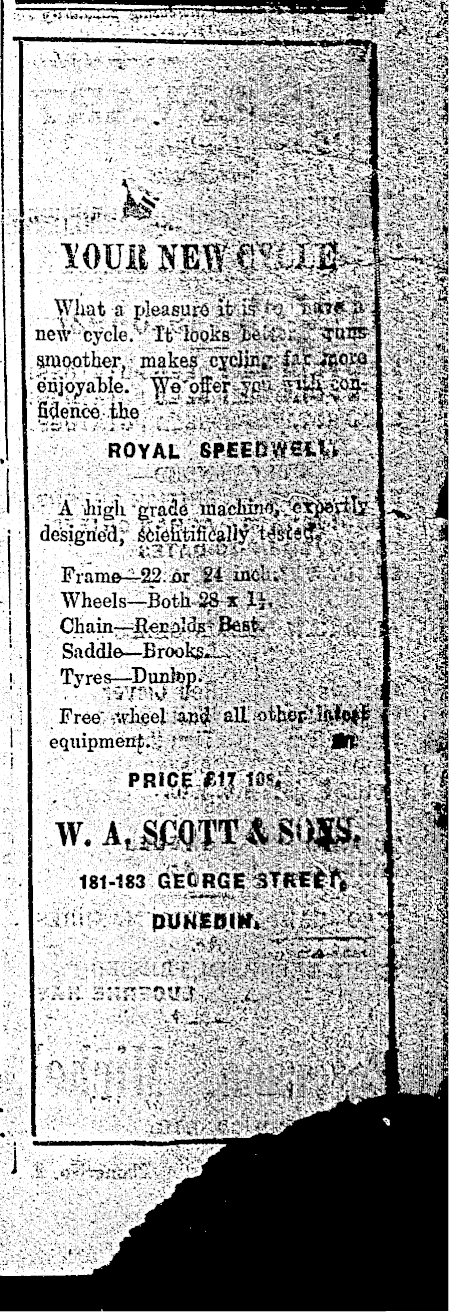 YOUR NEW CYCLE
What a pleasure it is to have a
new cycle. It looks better, runs
smoother, makes cycling far more
enjoyable. We offer you with con-
fidence the
ROYAL SPEEDWELL,
A high grade machine, expertly
designed, scientifically tested.
Frame—22 or 24 inch.
Wheels—Both 28 x 1½.
Chain—Renolds Best.
Saddle—Brooks.
Tyres—Dunlop.
Free wheel and all other latest
equipment.
PRICE £17 10s.
W. A. SCOTT & SONS,
181-183 GEORGE STREET,
DUNEDIN.